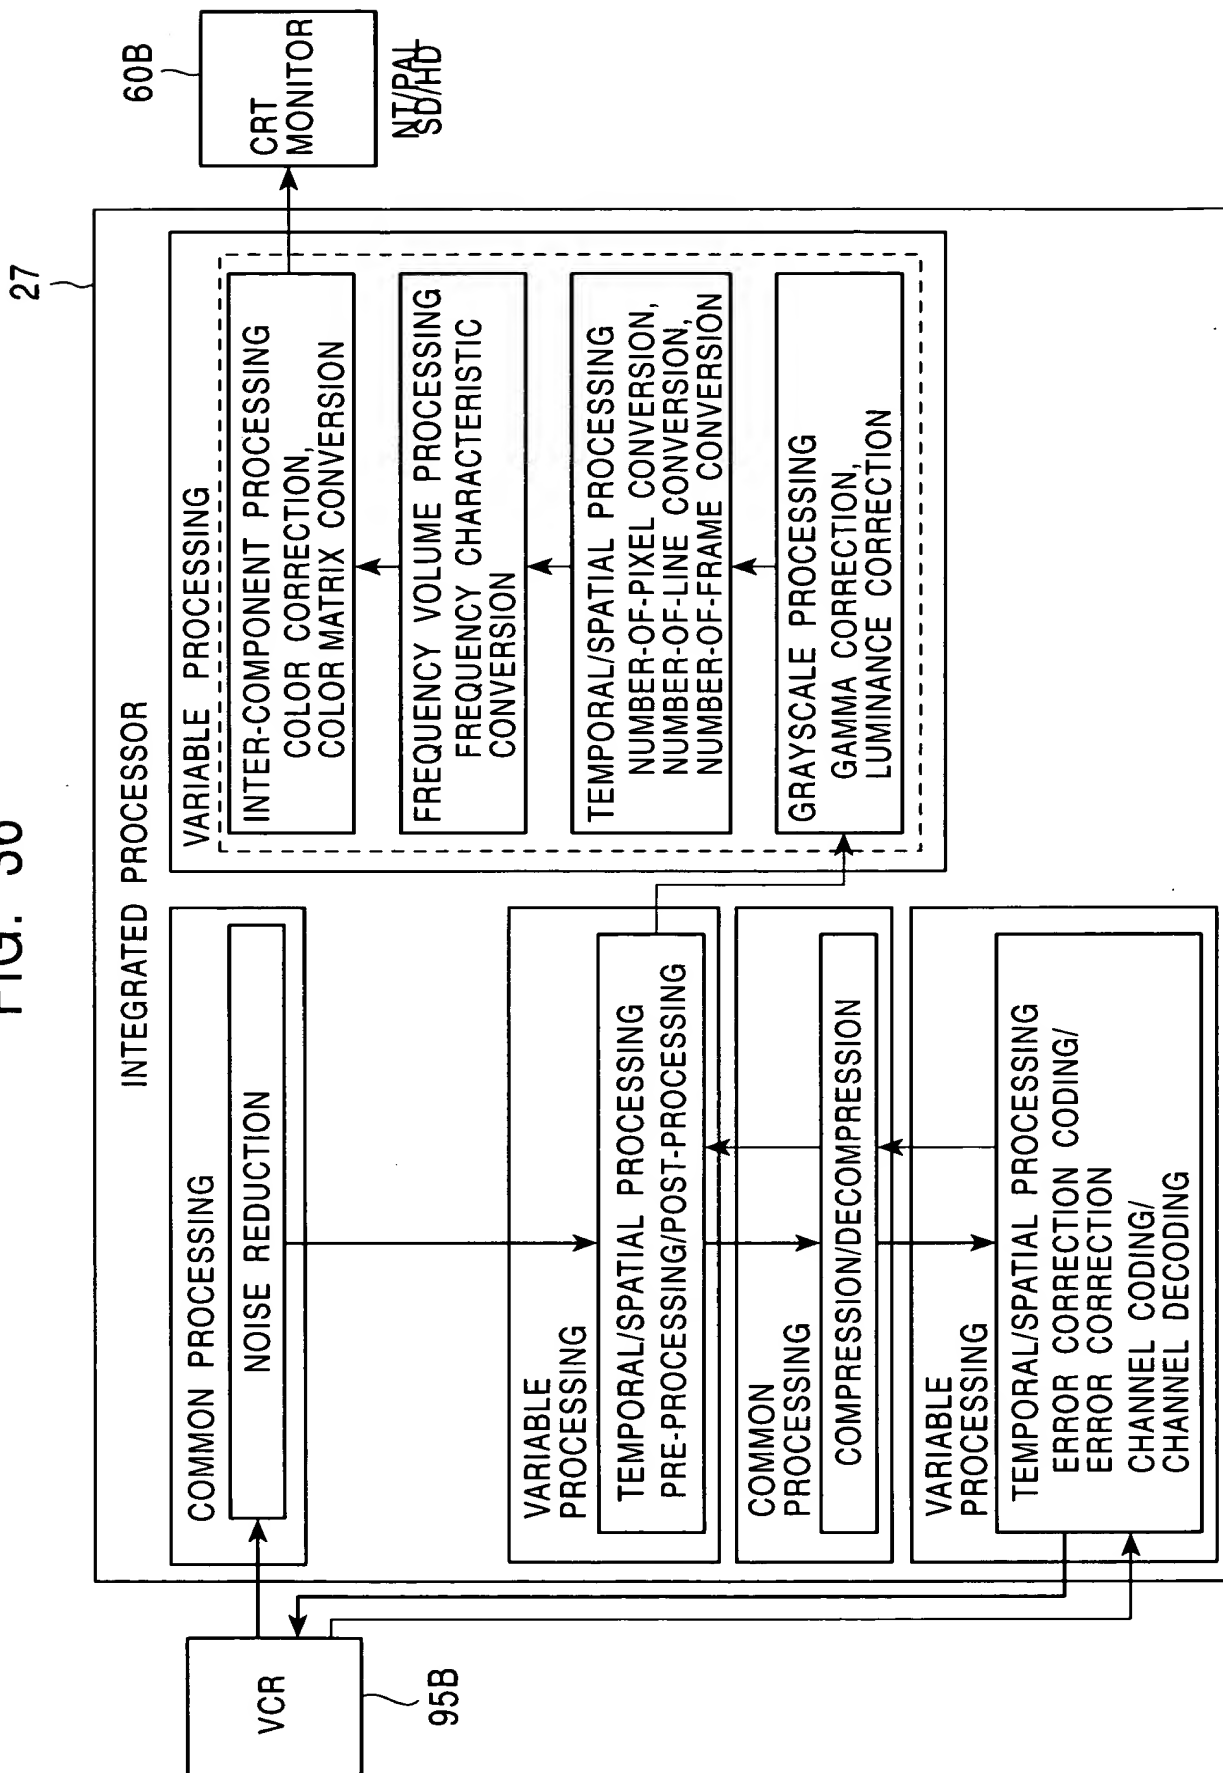 FIG. 36
27
INTEGRATED PROCESSOR
VCR
95B
COMMON PROCESSING
NOISE REDUCTION
VARIABLE
PROCESSING
TEMPORAL/SPATIAL PROCESSING
PRE-PROCESSING/POST-PROCESSING
COMMON
PROCESSING
COMPRESSION/DECOMPRESSION
VARIABLE
PROCESSING
TEMPORAL/SPATIAL PROCESSING
ERROR CORRECTION CODING/
ERROR CORRECTION
CHANNEL CODING/
CHANNEL DECODING
VARIABLE PROCESSING
INTER-COMPONENT PROCESSING
COLOR CORRECTION,
COLOR MATRIX CONVERSION
FREQUENCY VOLUME PROCESSING
FREQUENCY CHARACTERISTIC
CONVERSION
TEMPORAL/SPATIAL PROCESSING
NUMBER-OF-PIXEL CONVERSION,
NUMBER-OF-LINE CONVERSION,
NUMBER-OF-FRAME CONVERSION
GRAYSCALE PROCESSING
GAMMA CORRECTION,
LUMINANCE CORRECTION
60B
CRT
MONITOR
NT/PAL
SD/HD